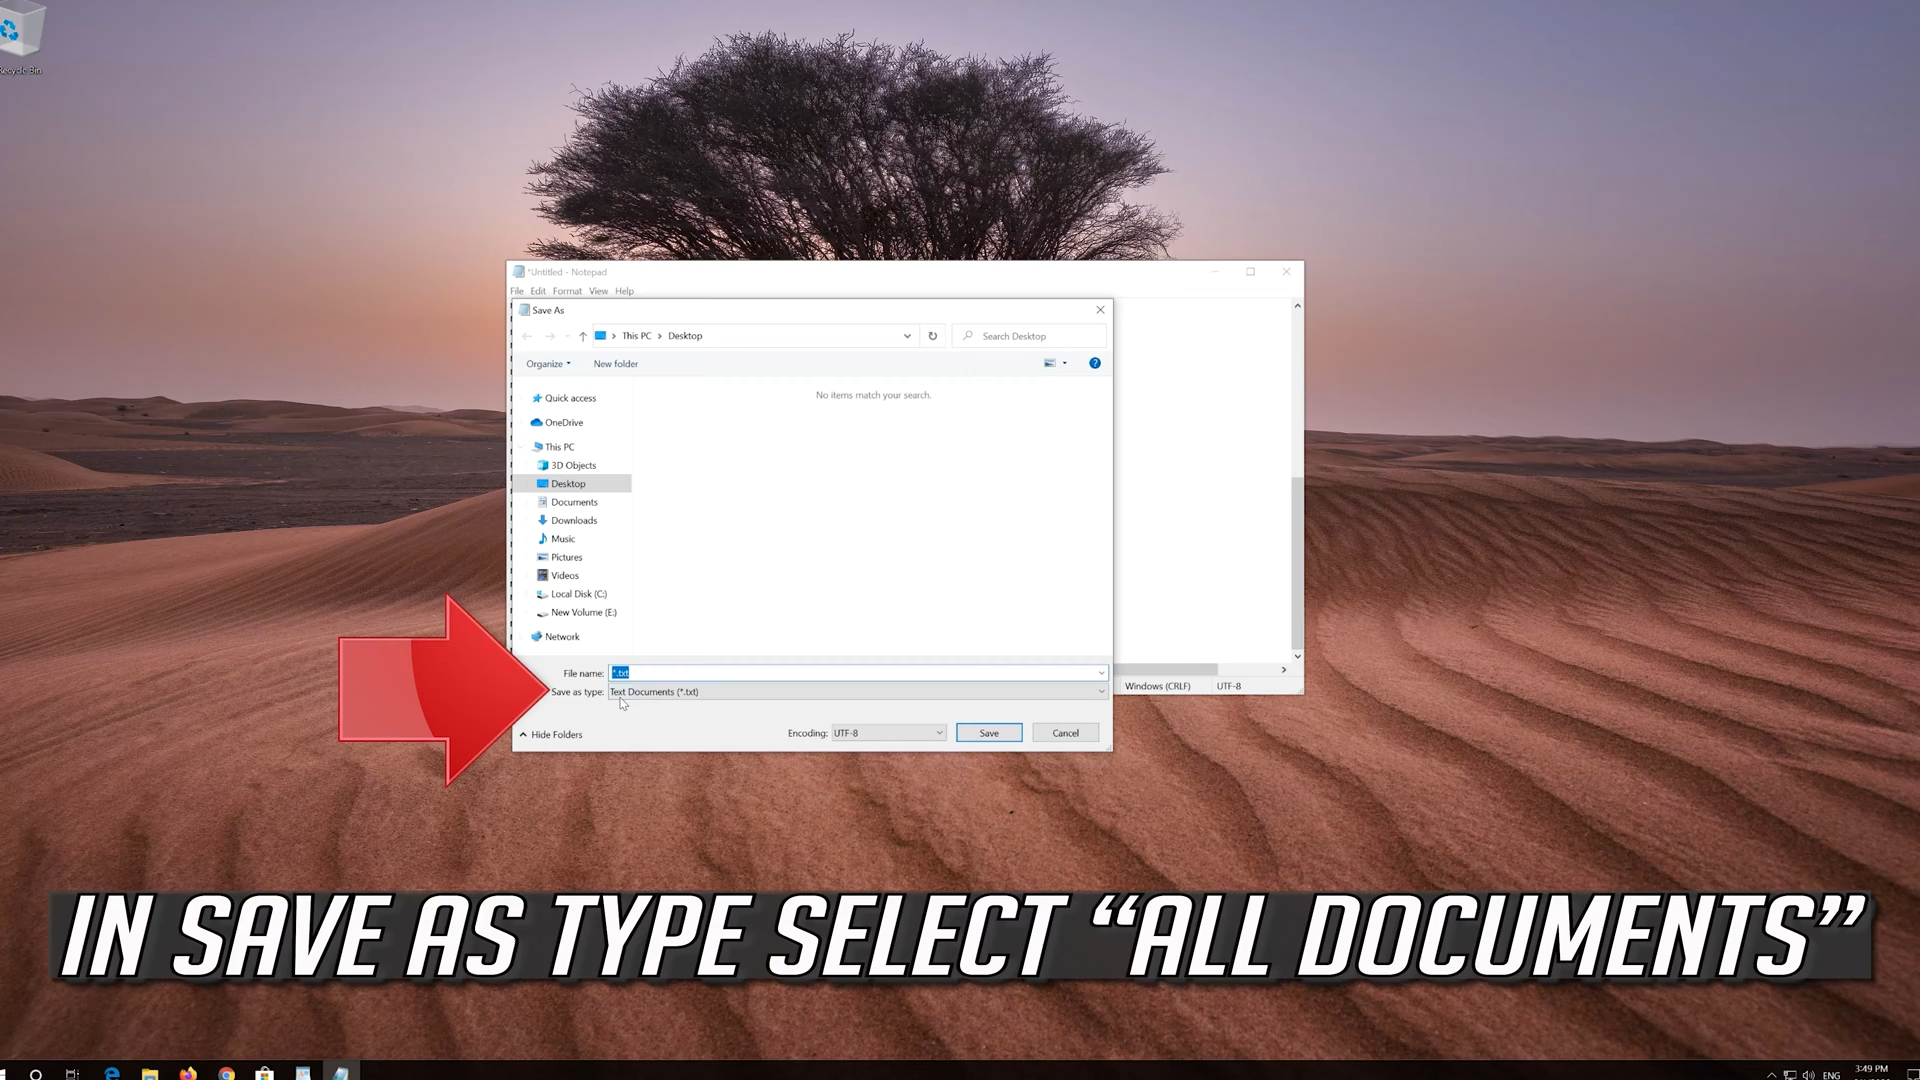 Recycle Bin
*Untitled - Notepad
File Edit Format View Help
Save As
This PC > Desktop
Search Desktop
Organize
New folder
No items match your search.
Quick access
OneDrive
This PC
3D Objects
Desktop
Documents
Downloads
Music
Pictures
Videos
Local Disk (C:)
New Volume (E:)
Network
File name: *.txt
Save as type: Text Documents (*.txt)
Windows (CRLF) UTF-8
Hide Folders
Encoding: UTF-8
Save
Cancel
IN SAVE AS TYPE SELECT “ALL DOCUMENTS”
ENG
3:49 PM